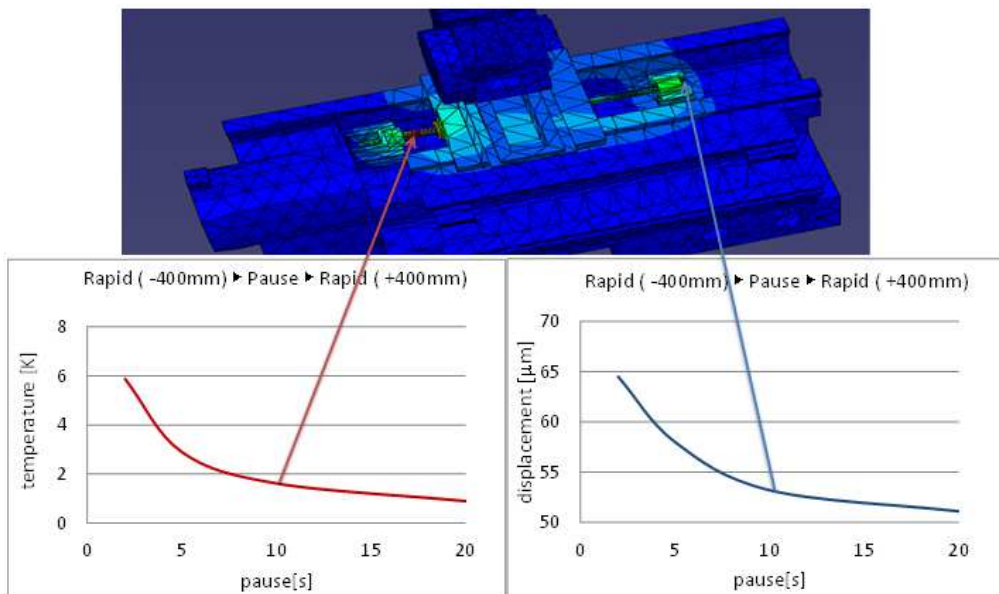 Rapid ( -400mm) ▶ Pause ▶ Rapid ( +400mm)
temperature [K]
8
6
4
2
0
0 5 10 15 20
pause[s]
Rapid ( -400mm) ▶ Pause ▶ Rapid ( +400mm)
displacement [µm]
70
65
60
55
50
0 5 10 15 20
pause[s]